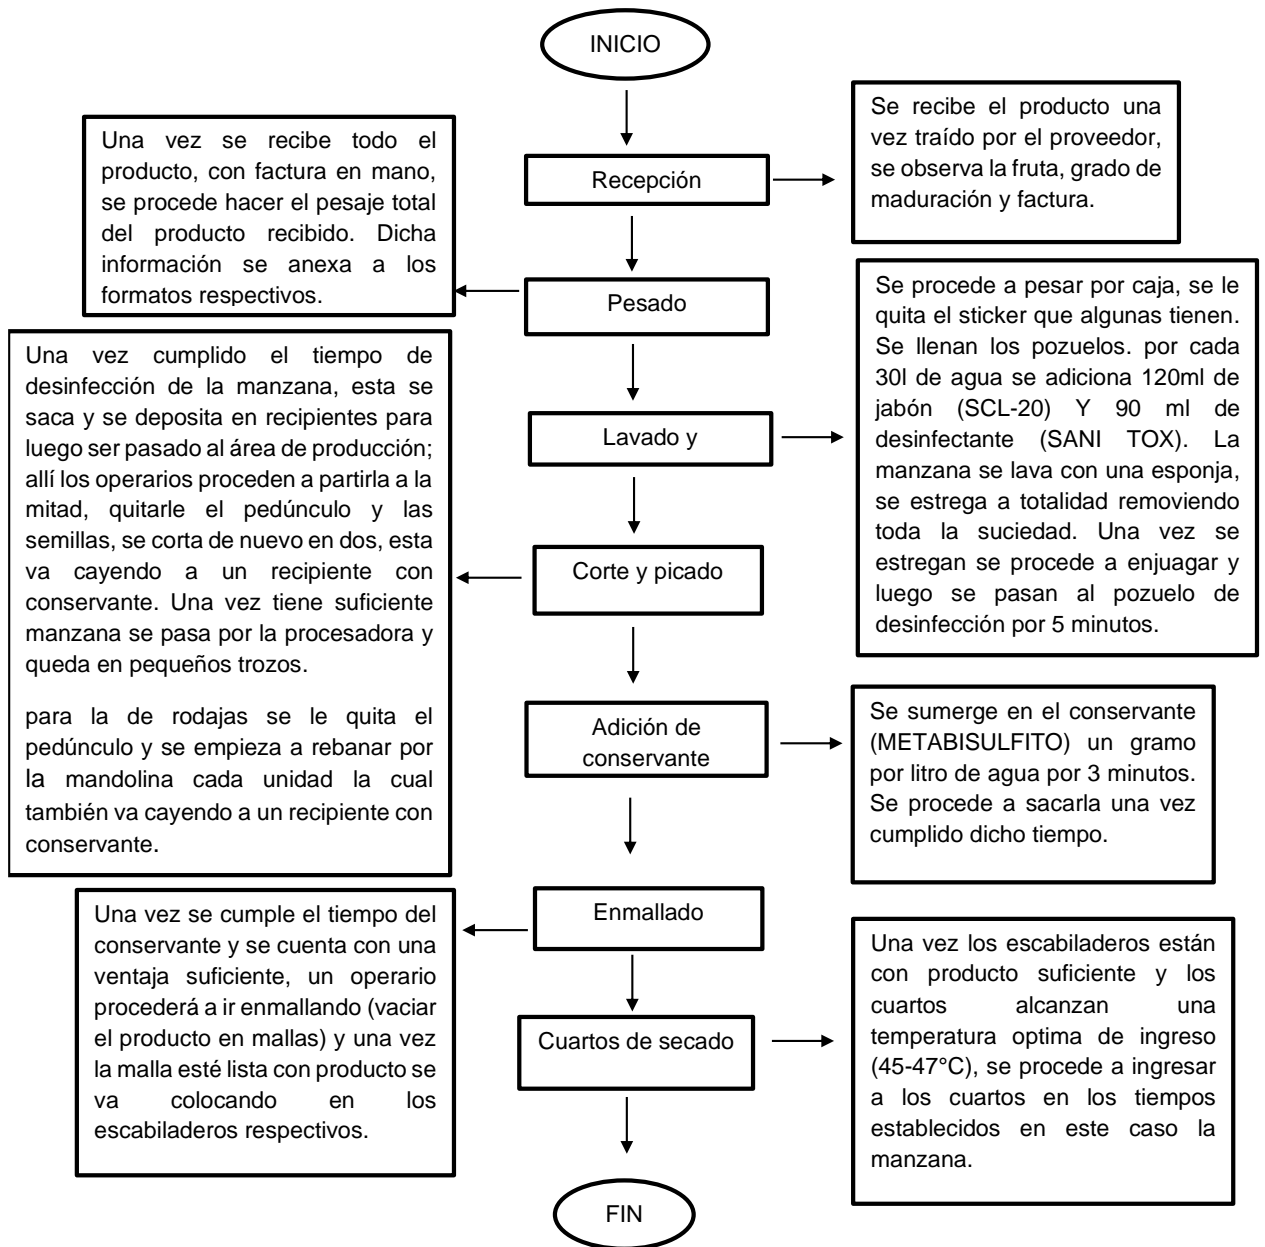 INICIO
Se recibe el producto una
vez traído por el proveedor,
se observa la fruta, grado de
maduración y factura.
Recepción
Una vez se recibe todo el
producto, con factura en mano,
se procede hacer el pesaje total
del producto recibido. Dicha
información se anexa a los
formatos respectivos.
Pesado
Se procede a pesar por caja, se le
quita el sticker que algunas tienen.
Se llenan los pozuelos. por cada
30l de agua se adiciona 120ml de
jabón (SCL-20) Y 90 ml de
desinfectante (SANI TOX). La
manzana se lava con una esponja,
se estrega a totalidad removiendo
toda la suciedad. Una vez se
estregan se procede a enjuagar y
luego se pasan al pozuelo de
desinfección por 5 minutos.
Lavado y
Una vez cumplido el tiempo de
desinfección de la manzana, esta se
saca y se deposita en recipientes para
luego ser pasado al área de producción;
allí los operarios proceden a partirla a la
mitad, quitarle el pedúnculo y las
semillas, se corta de nuevo en dos, esta
va cayendo a un recipiente con
conservante. Una vez tiene suficiente
manzana se pasa por la procesadora y
queda en pequeños trozos.
para la de rodajas se le quita el
pedúnculo y se empieza a rebanar por
la mandolina cada unidad la cual
también va cayendo a un recipiente con
conservante.
Corte y picado
Adición de
conservante
Se sumerge en el conservante
(METABISULFITO) un gramo
por litro de agua por 3 minutos.
Se procede a sacarla una vez
cumplido dicho tiempo.
Enmallado
Una vez se cumple el tiempo del
conservante y se cuenta con una
ventaja suficiente, un operario
procederá a ir enmallando (vaciar
el producto en mallas) y una vez
la malla esté lista con producto se
va colocando en los
escabiladeros respectivos.
Cuartos de secado
Una vez los escabiladeros están
con producto suficiente y los
cuartos alcanzan una
temperatura optima de ingreso
(45-47°C), se procede a ingresar
a los cuartos en los tiempos
establecidos en este caso la
manzana.
FIN